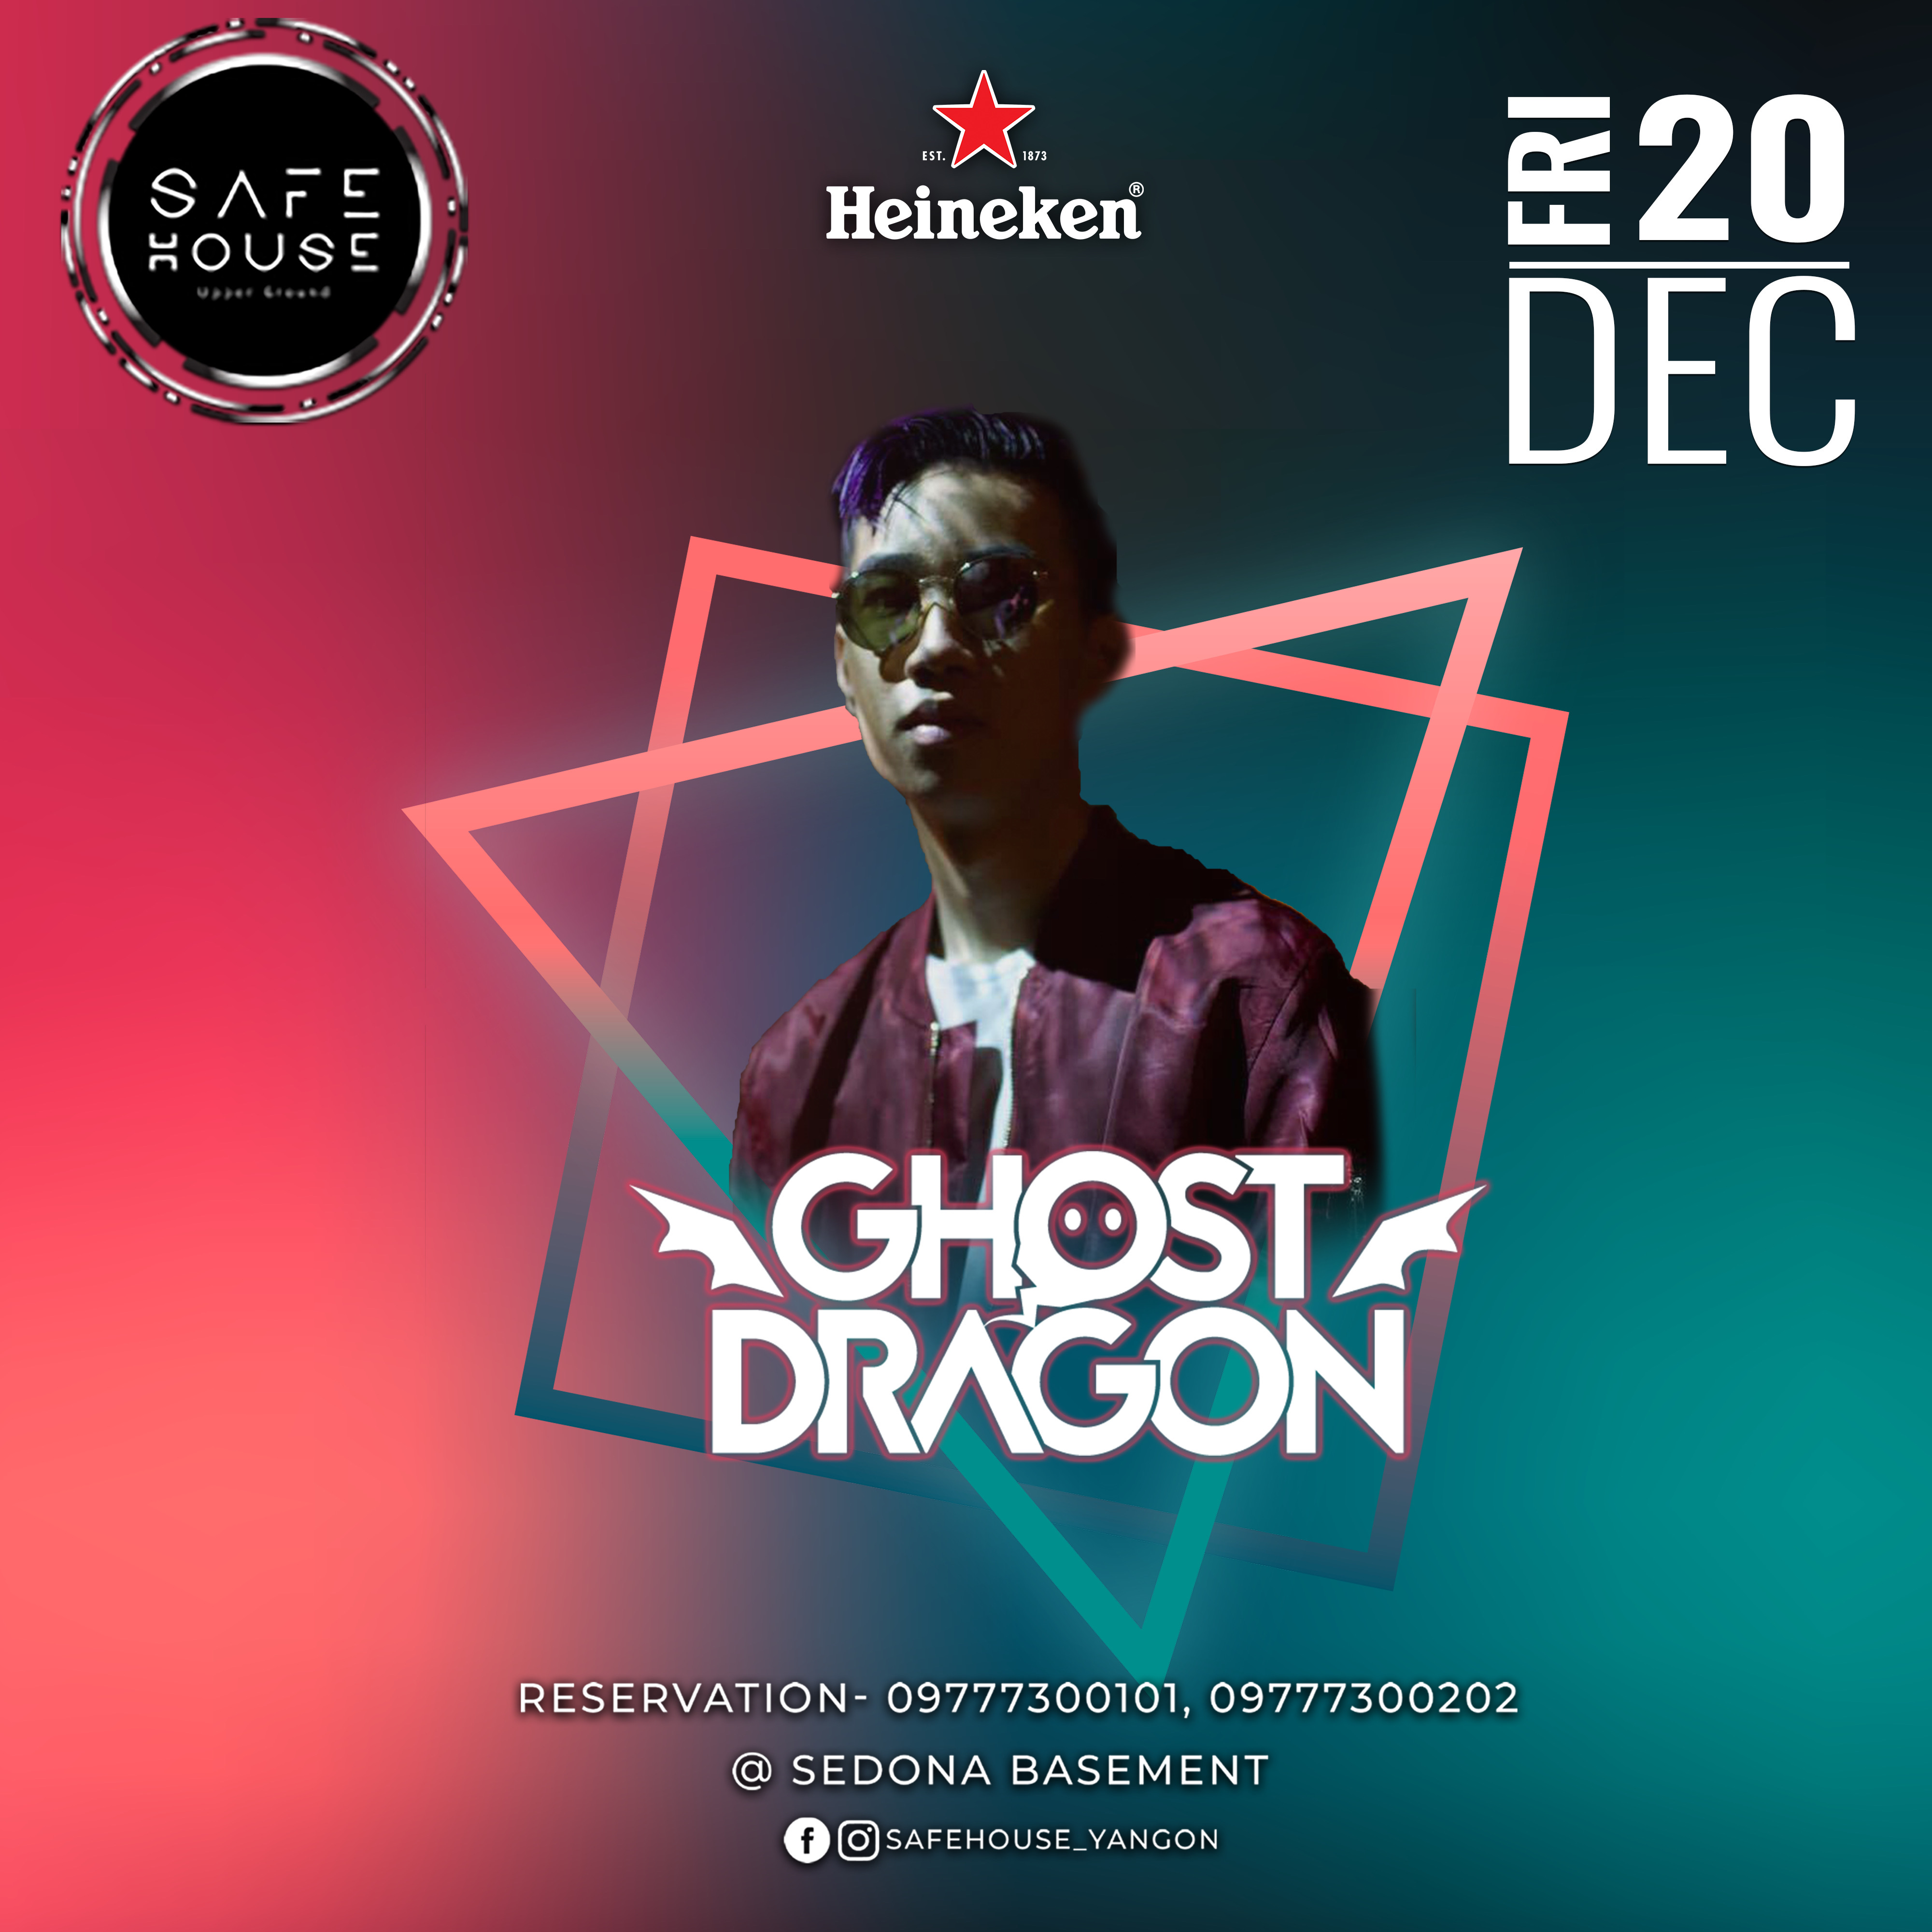 SAFE
HOUSE
Upper Ground
EST. 1873
Heineken®
FRI 20
DEC
GHOST
DRAGON
RESERVATION- 09777300101, 09777300202
@ SEDONA BASEMENT
SAFEHOUSE_YANGON